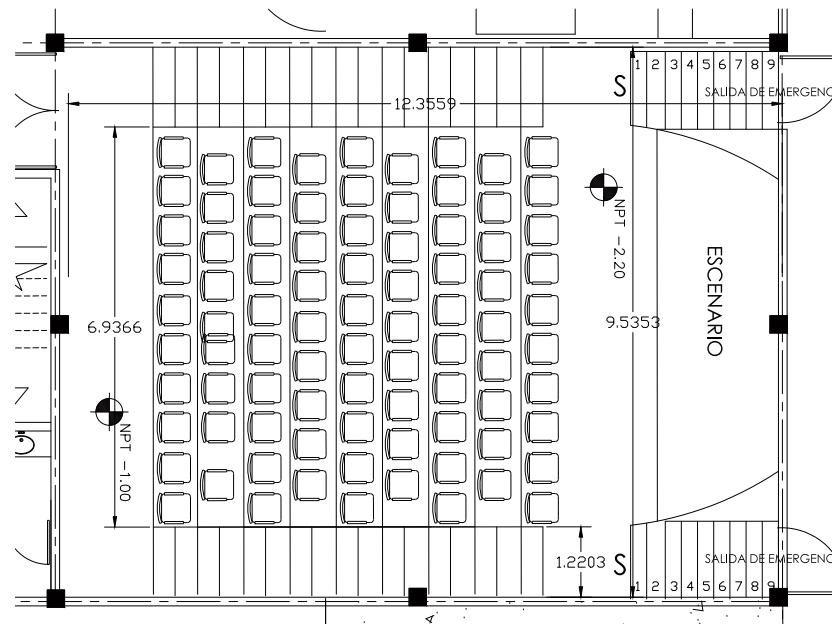 1 2 3 4 5 6 7 8 9
S
SALIDA DE EMERGENC
12.3559
NPT -2.20
ESCENARIO
6.9366
9.5353
NPT -1.00
1.2203
S
SALIDA DE EMERGENC
1 2 3 4 5 6 7 8 9